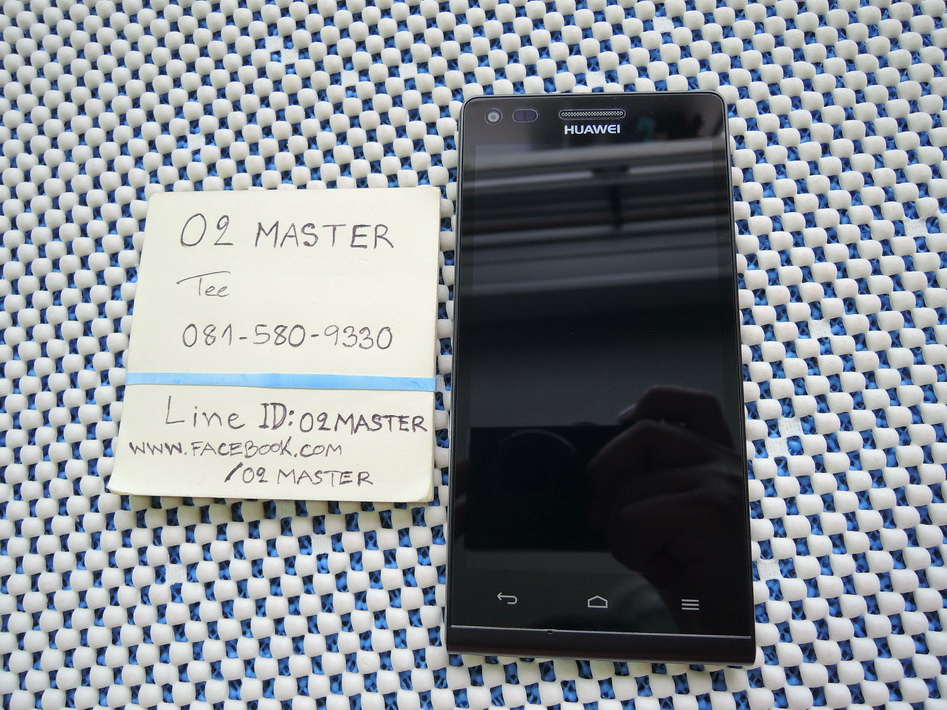 O2 MASTER
Tee
081-580-9330
Line ID: O2MASTER
WWW.FACEBOOK.COM
/O2 MASTER
HUAWEI